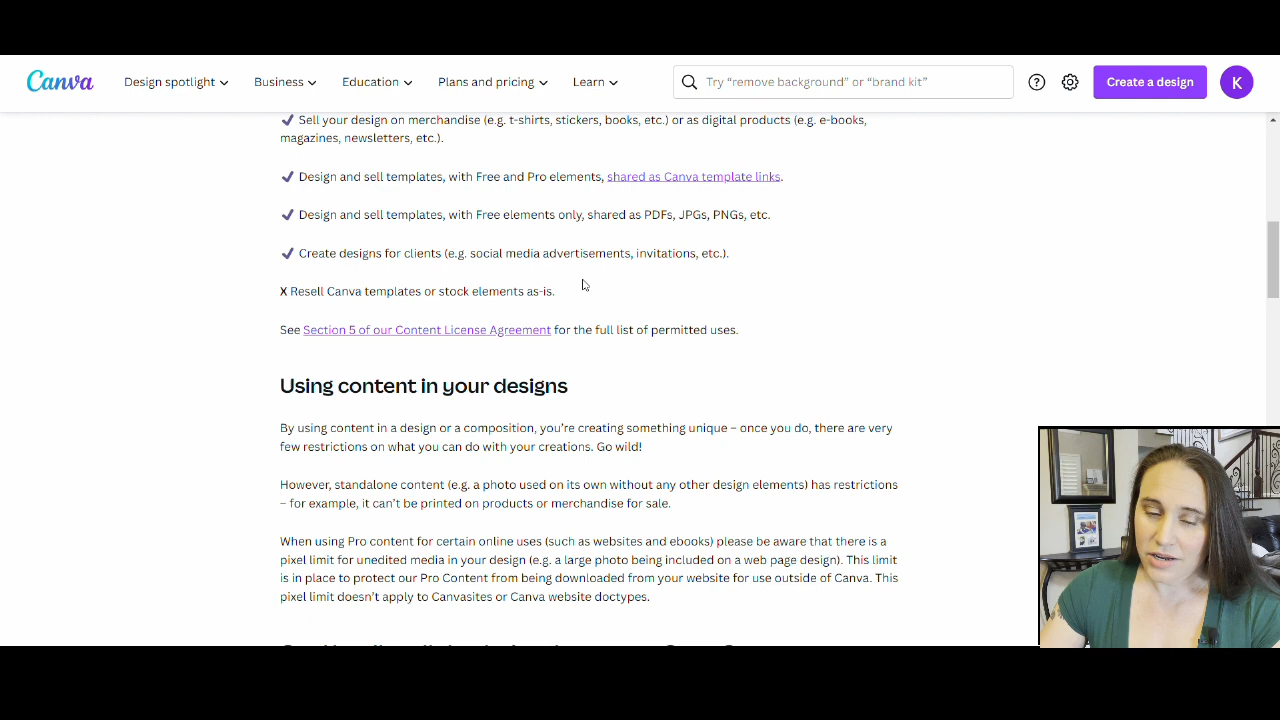 Canva Design spotlight Business Education Plans and pricing Learn Try “remove background” or “brand kit” Create a design K
✔ Sell your design on merchandise (e.g. t-shirts, stickers, books, etc.) or as digital products (e.g. e-books,
magazines, newsletters, etc.).
✔ Design and sell templates, with Free and Pro elements, shared as Canva template links.
✔ Design and sell templates, with Free elements only, shared as PDFs, JPGs, PNGs, etc.
✔ Create designs for clients (e.g. social media advertisements, invitations, etc.).
X Resell Canva templates or stock elements as-is.
See Section 5 of our Content License Agreement for the full list of permitted uses.
Using content in your designs
By using content in a design or a composition, you’re creating something unique – once you do, there are very
few restrictions on what you can do with your creations. Go wild!
However, standalone content (e.g. a photo used on its own without any other design elements) has restrictions
– for example, it can’t be printed on products or merchandise for sale.
When using Pro content for certain online uses (such as websites and ebooks) please be aware that there is a
pixel limit for unedited media in your design (e.g. a large photo being included on a web page design). This limit
is in place to protect our Pro Content from being downloaded from your website for use outside of Canva. This
pixel limit doesn’t apply to Canvasites or Canva website doctypes.